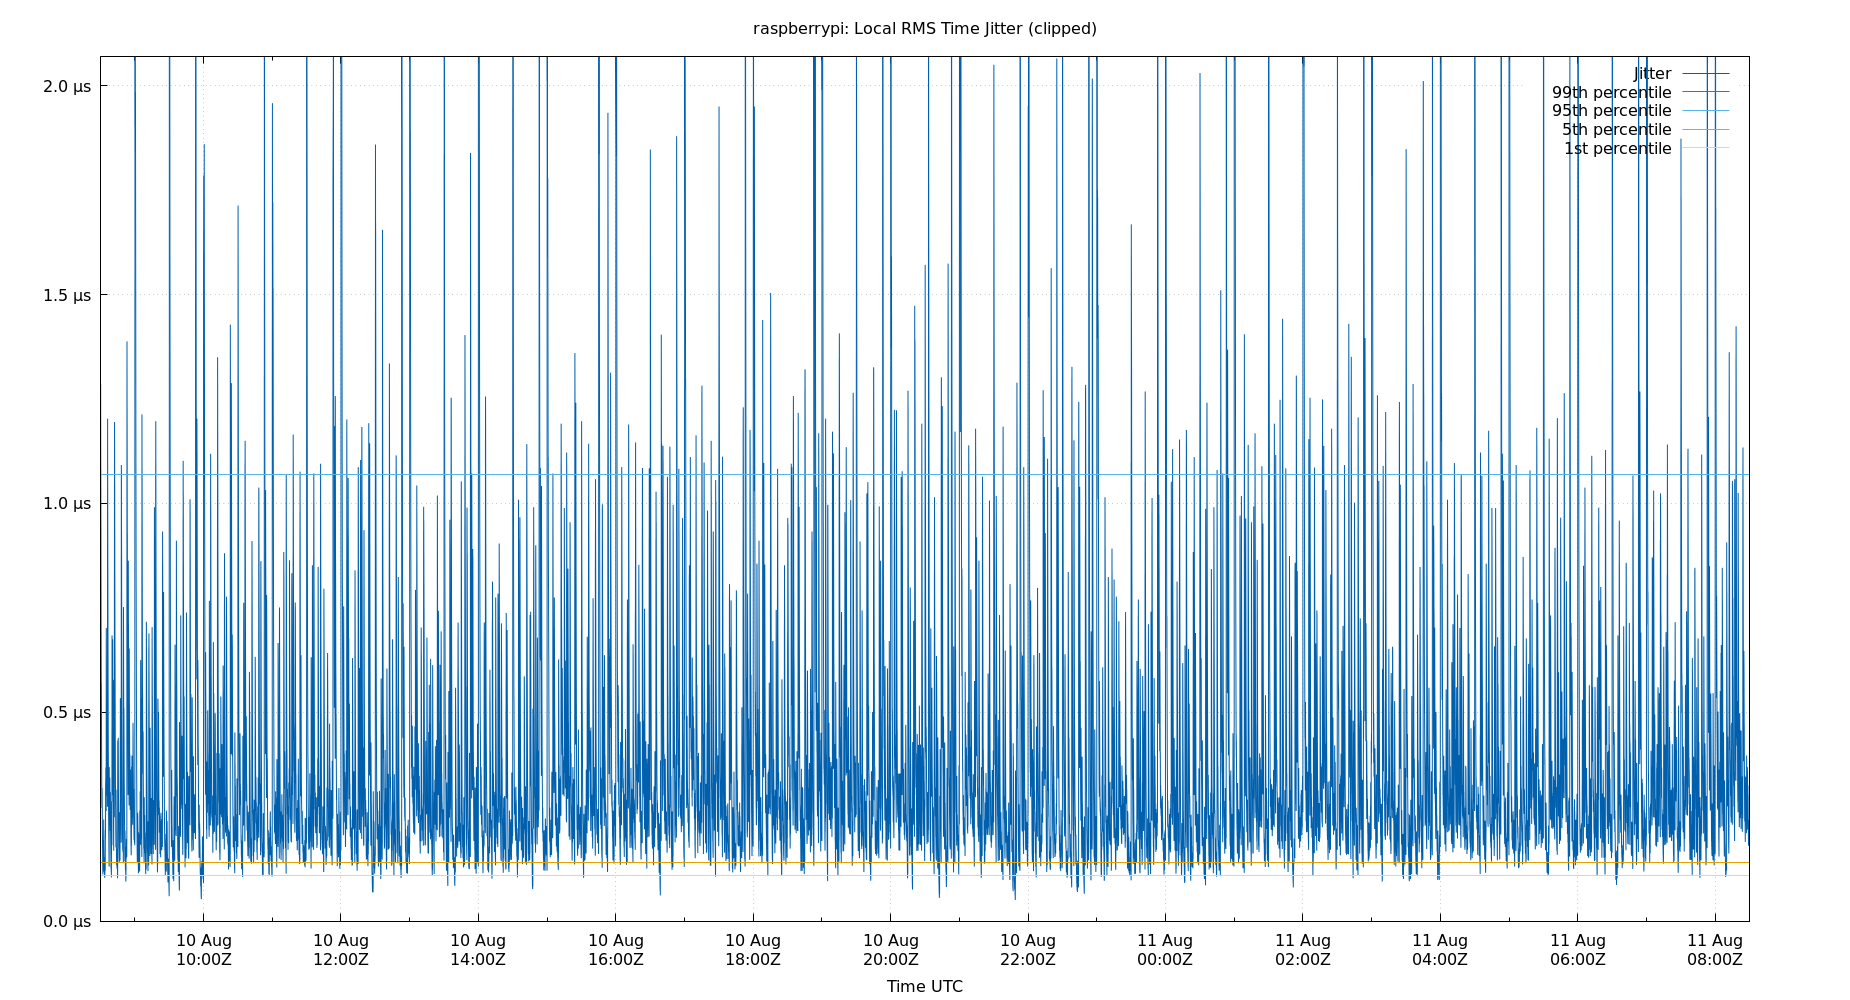 raspberrypi: Local RMS Time Jitter (clipped)
Jitter
99th percentile
95th percentile
5th percentile
1st percentile
2.0 µs
1.5 µs
1.0 µs
0.5 µs
0.0 µs
10 Aug 10 Aug 10 Aug 10 Aug 10 Aug 10 Aug 10 Aug 11 Aug 11 Aug 11 Aug 11 Aug 11 Aug
10:00Z 12:00Z 14:00Z 16:00Z 18:00Z 20:00Z 22:00Z 00:00Z 02:00Z 04:00Z 06:00Z 08:00Z
Time UTC